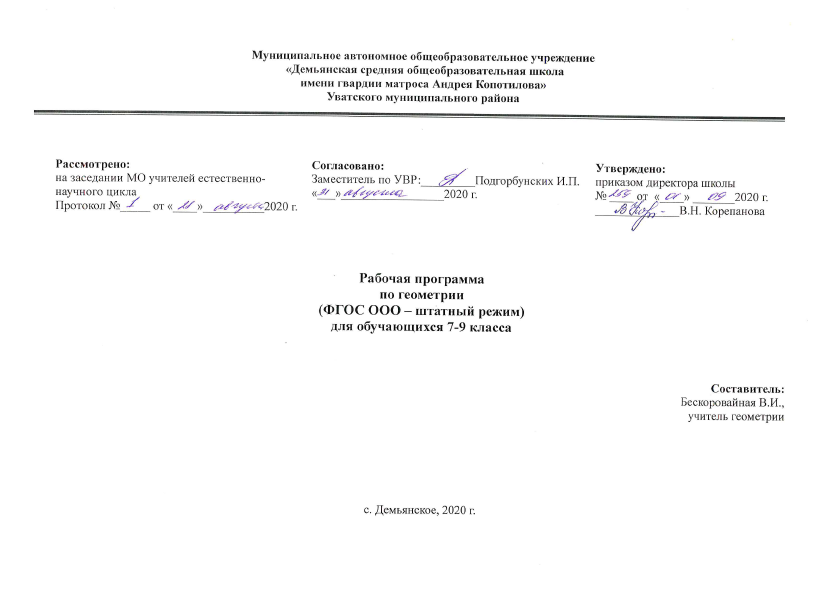 Муниципальное автономное общеобразовательное учреждение
«Демьянская средняя общеобразовательная школа
имени гвардии матроса Андрея Копотилова»
Уватского муниципального района
Рассмотрено:
на заседании МО учителей естественно-
научного цикла
Протокол № 1 от « 31 » августа 2020 г.
Согласовано:
Заместитель по УВР: Подгорбунских И.П.
«31» августа 2020 г.
Утверждено:
приказом директора школы
№ от « 01 » 09 2020 г.
В.Н. Корепанова
Рабочая программа
по геометрии
(ФГОС ООО – штатный режим)
для обучающихся 7-9 класса
Составитель:
Бескоровайная В.И.,
учитель геометрии
с. Демьянское, 2020 г.